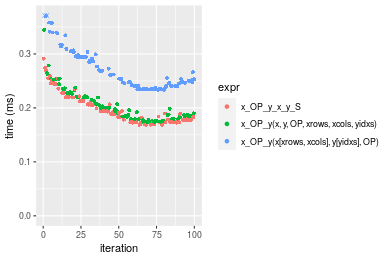 expr
x_OP_y_x_y_S
x_OP_y(x, y, OP, xrows, xcols, yidxs)
x_OP_y(x[xrows, xcols], y[yidxs], OP)
time (ms)
0.3
0.2
0.1
0.0
0
25
50
75
100
iteration